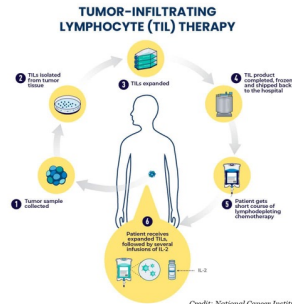 TUMOR-INFILTRATING
LYMPHOCYTE (TIL) THERAPY
2 TILs isolated
from tumor
tissue
3 TILs expanded
4 TIL product
completed, frozen
and shipped back
to the hospital
1 Tumor sample
collected
5 Patient gets
short course of
lymphodepleting
chemotherapy
6
Patient receives
expanded TILs,
followed by several
infusions of IL-2
IL-2
Credit: National Cancer Instit